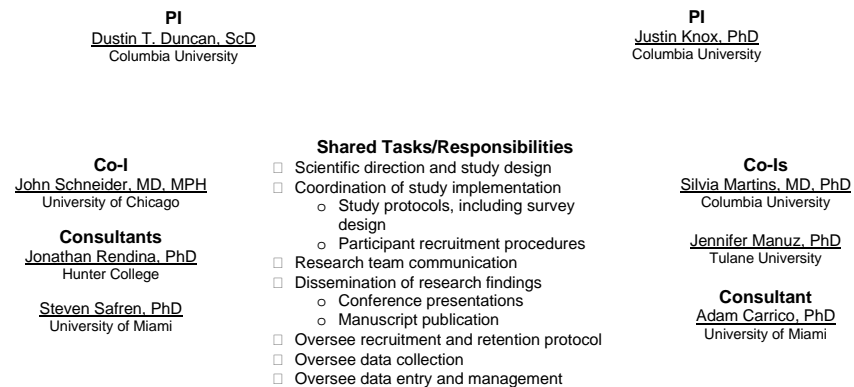 PI
Dustin T. Duncan, ScD
Columbia University
PI
Justin Knox, PhD
Columbia University
Co-I
John Schneider, MD, MPH
University of Chicago
Consultants
Jonathan Rendina, PhD
Hunter College
Steven Safren, PhD
University of Miami
Shared Tasks/Responsibilities
Scientific direction and study design
Coordination of study implementation
o Study protocols, including survey
design
o Participant recruitment procedures
Research team communication
Dissemination of research findings
o Conference presentations
o Manuscript publication
Oversee recruitment and retention protocol
Oversee data collection
Oversee data entry and management
Co-Is
Silvia Martins, MD, PhD
Columbia University
Jennifer Manuz, PhD
Tulane University
Consultant
Adam Carrico, PhD
University of Miami